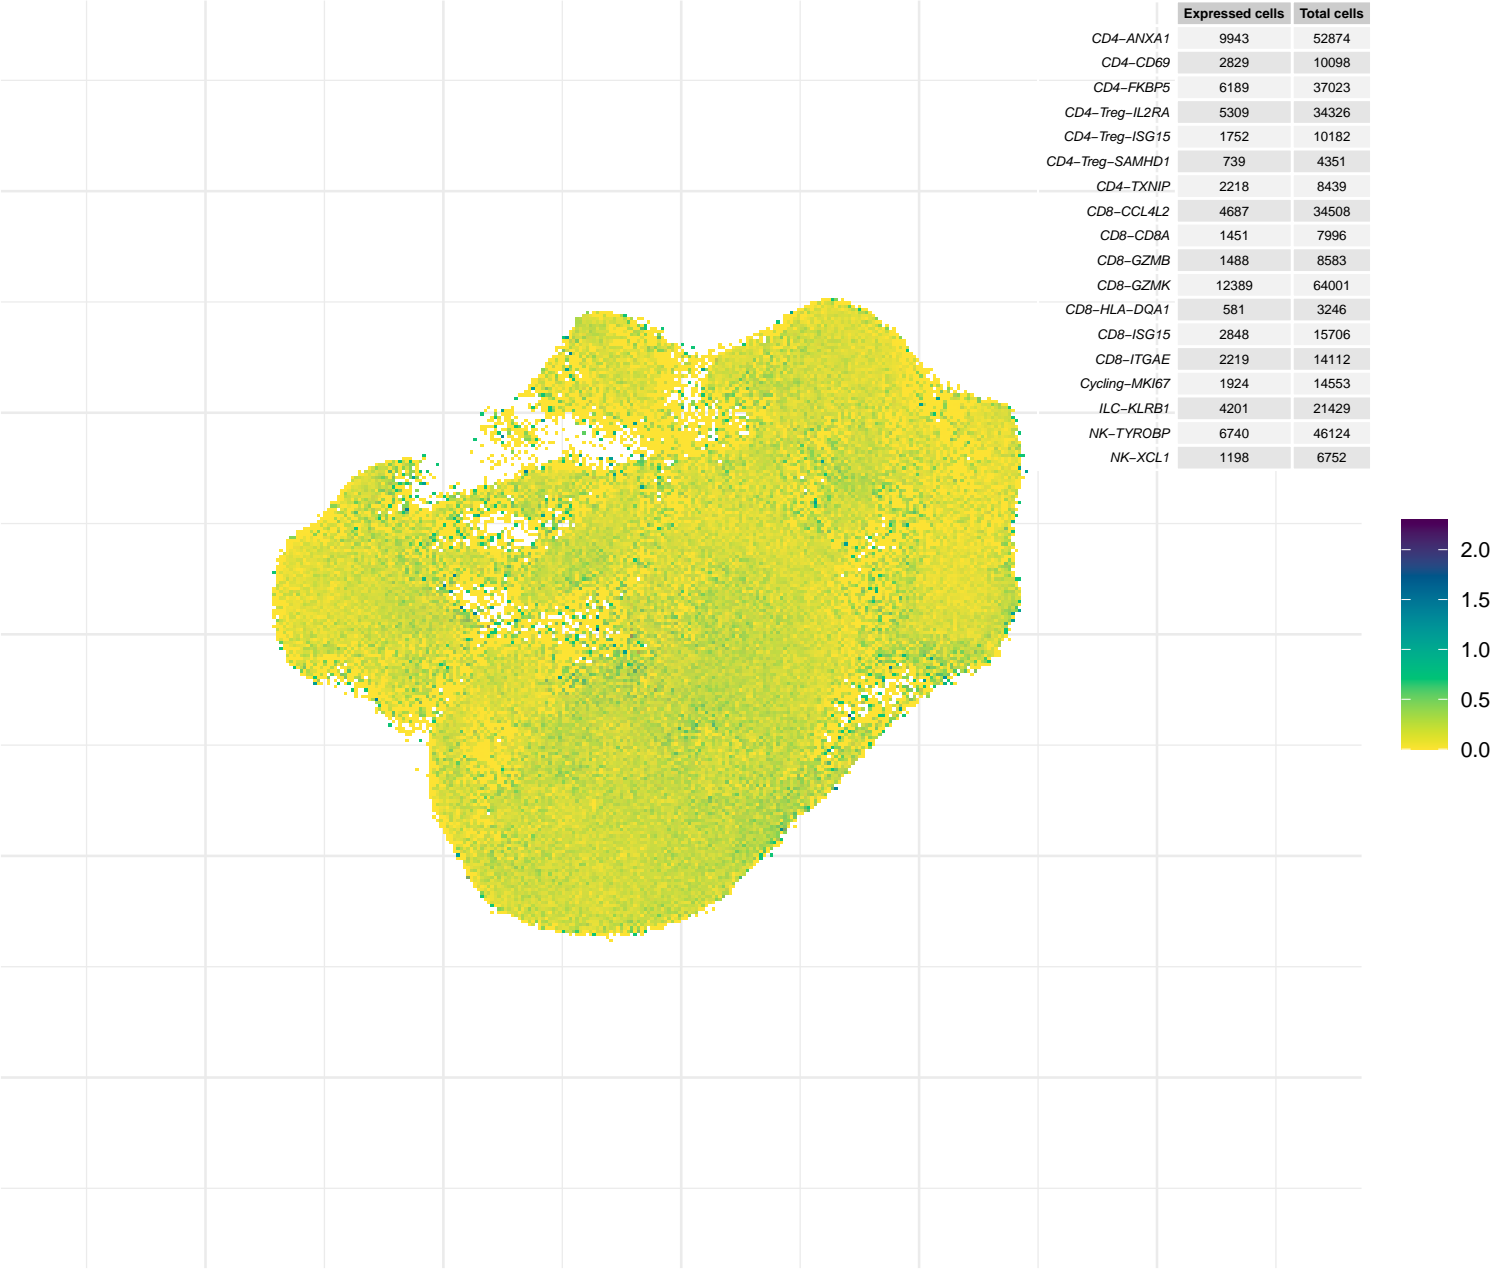 Expressed cells Total cells
CD4−ANXA1 9943 52874
CD4−CD69 2829 10098
CD4−FKBP5 6189 37023
CD4−Treg−IL2RA 5309 34326
CD4−Treg−ISG15 1752 10182
CD4−Treg−SAMHD1 739 4351
CD4−TXNIP 2218 8439
CD8−CCL4L2 4687 34508
CD8−CD8A 1451 7996
CD8−GZMB 1488 8583
CD8−GZMK 12389 64001
CD8−HLA−DQA1 581 3246
CD8−ISG15 2848 15706
CD8−ITGAE 2219 14112
Cycling−MKI67 1924 14553
ILC−KLRB1 4201 21429
NK−TYROBP 6740 46124
NK−XCL1 1198 6752
2.0
1.5
1.0
0.5
0.0